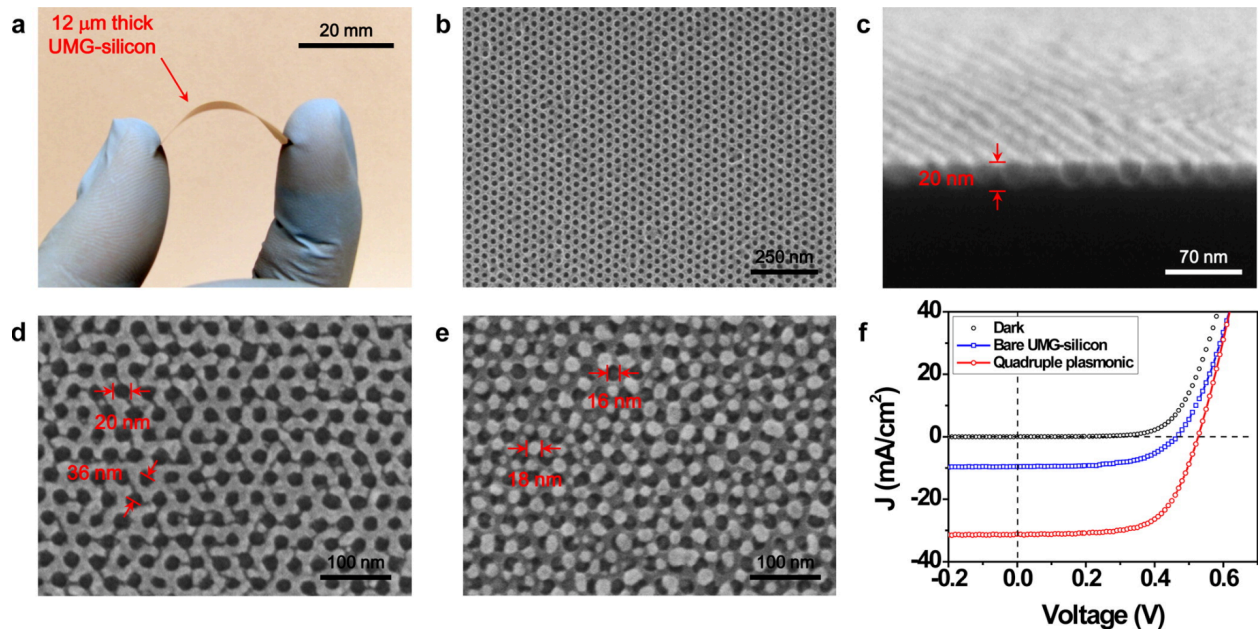 a
12 μm thick
UMG-silicon
20 mm
b
250 nm
c
20 nm
70 nm
d
20 nm
36 nm
100 nm
e
16 nm
18 nm
100 nm
f
Dark
Bare UMG-silicon
Quadruple plasmonic
J (mA/cm²)
40
20
0
-20
-40
-0.2 0.0 0.2 0.4 0.6
Voltage (V)